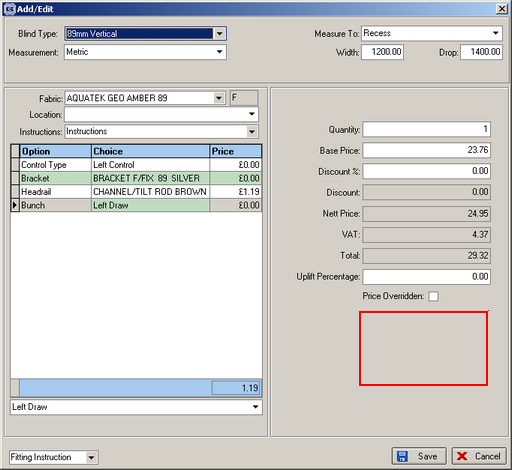 Add/Edit
Blind Type: 89mm Vertical
Measure To: Recess
Measurement: Metric
Width: 1200.00 Drop: 1400.00
Fabric: AQUATEK GEO AMBER 89 F
Location:
Instructions: Instructions
Option Choice Price
Control Type Left Control £0.00
Bracket BRACKET F/FIX 89 SILVER £0.00
Headrail CHANNEL/TILT ROD BROWN £1.19
Bunch Left Draw £0.00
1.19
Left Draw
Quantity: 1
Base Price: 23.76
Discount %: 0.00
Discount: 0.00
Nett Price: 24.95
VAT: 4.37
Total: 29.32
Uplift Percentage: 0.00
Price Overridden:
Fitting Instruction
Save Cancel